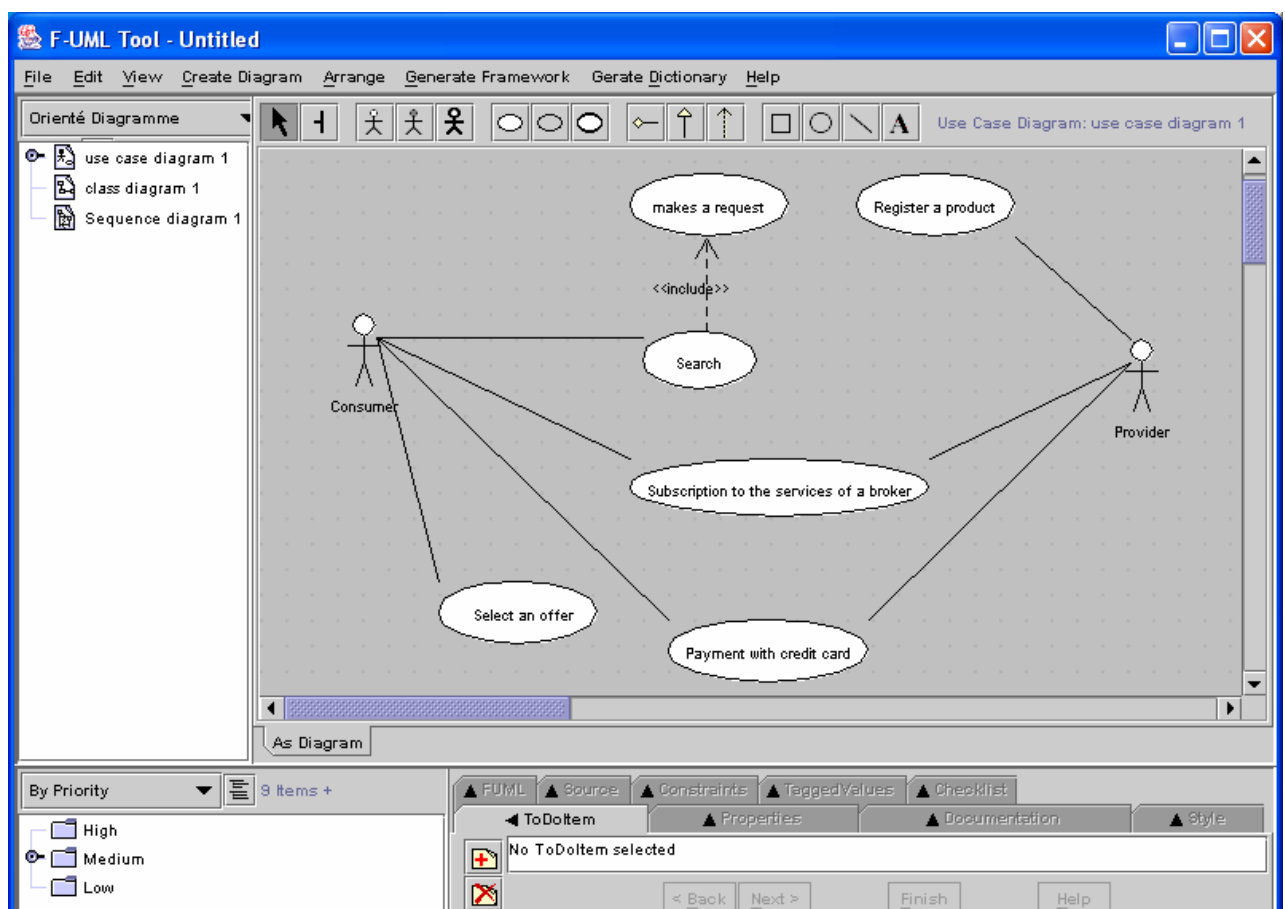 F-UML Tool - Untitled
File Edit View Create Diagram Arrange Generate Framework Gerate Dictionary Help
Orienté Diagramme
A Use Case Diagram: use case diagram 1
use case diagram 1
class diagram 1
Sequence diagram 1
makes a request
Register a product
<<include>>
Search
Consumer
Provider
Subscription to the services of a broker
Select an offer
Payment with credit card
As Diagram
By Priority
9 Items +
High
Medium
Low
FUML Source Constraints TaggedValues Checklist
ToDoItem Properties Documentation Style
No ToDoItem selected
< Back Next > Finish Help